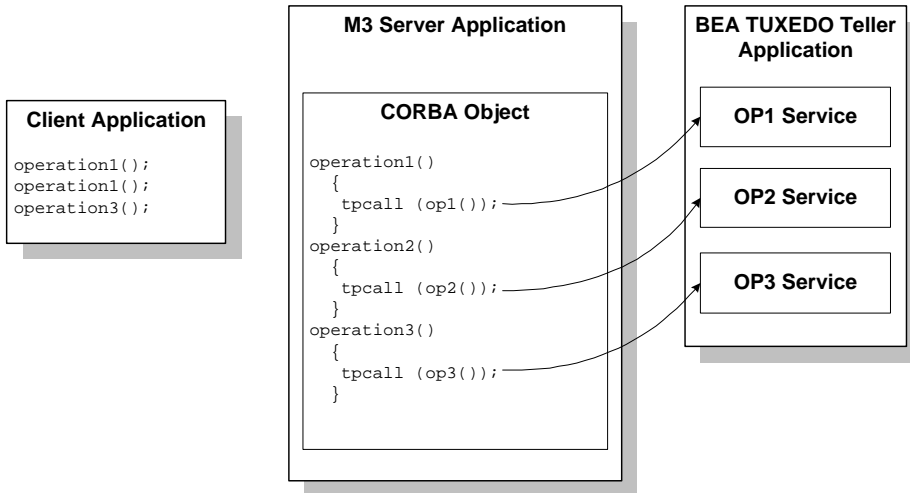 Client Application
operation1();
operation1();
operation3();
M3 Server Application
CORBA Object
operation1()
{
tpcall (op1());
}
operation2()
{
tpcall (op2());
}
operation3()
{
tpcall (op3());
}
BEA TUXEDO Teller
Application
OP1 Service
OP2 Service
OP3 Service